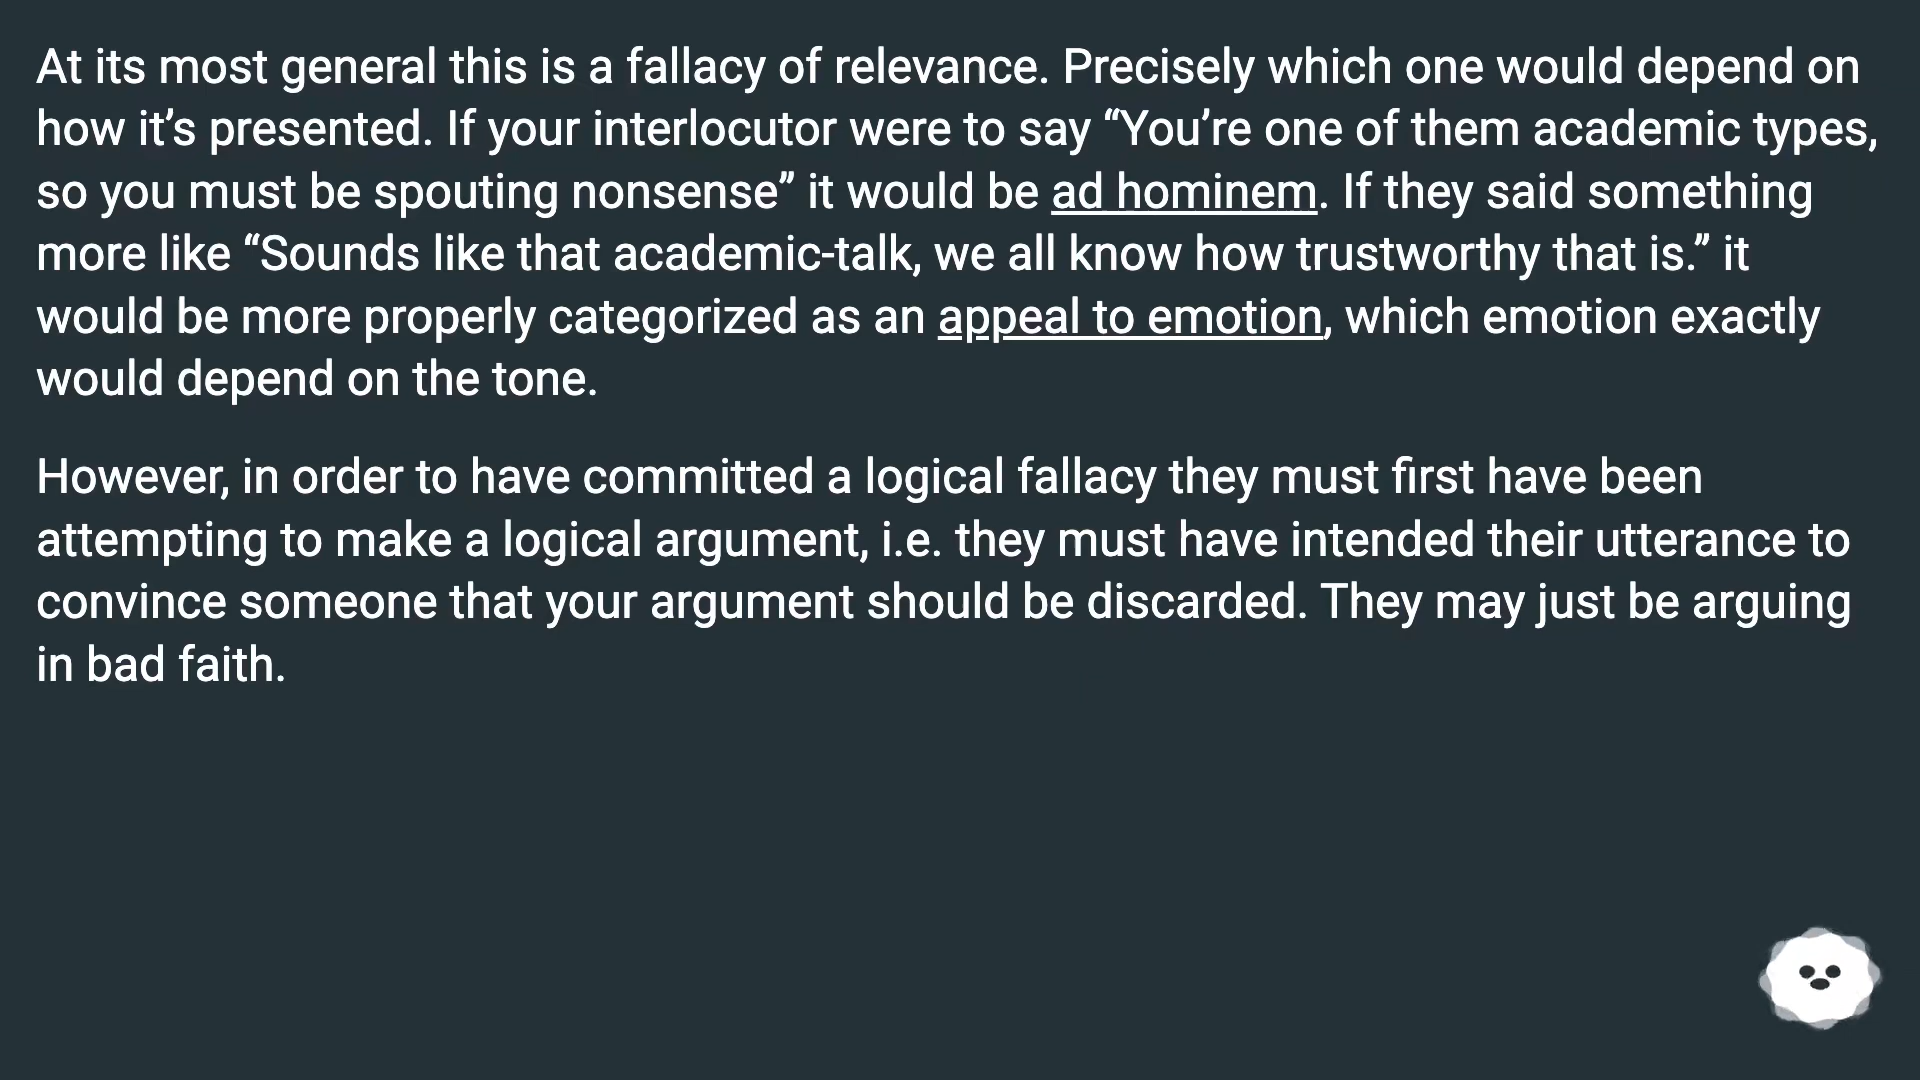 At its most general this is a fallacy of relevance. Precisely which one would depend on
how it’s presented. If your interlocutor were to say “You’re one of them academic types,
so you must be spouting nonsense” it would be ad hominem. If they said something
more like “Sounds like that academic-talk, we all know how trustworthy that is.” it
would be more properly categorized as an appeal to emotion, which emotion exactly
would depend on the tone.
However, in order to have committed a logical fallacy they must first have been
attempting to make a logical argument, i.e. they must have intended their utterance to
convince someone that your argument should be discarded. They may just be arguing
in bad faith.